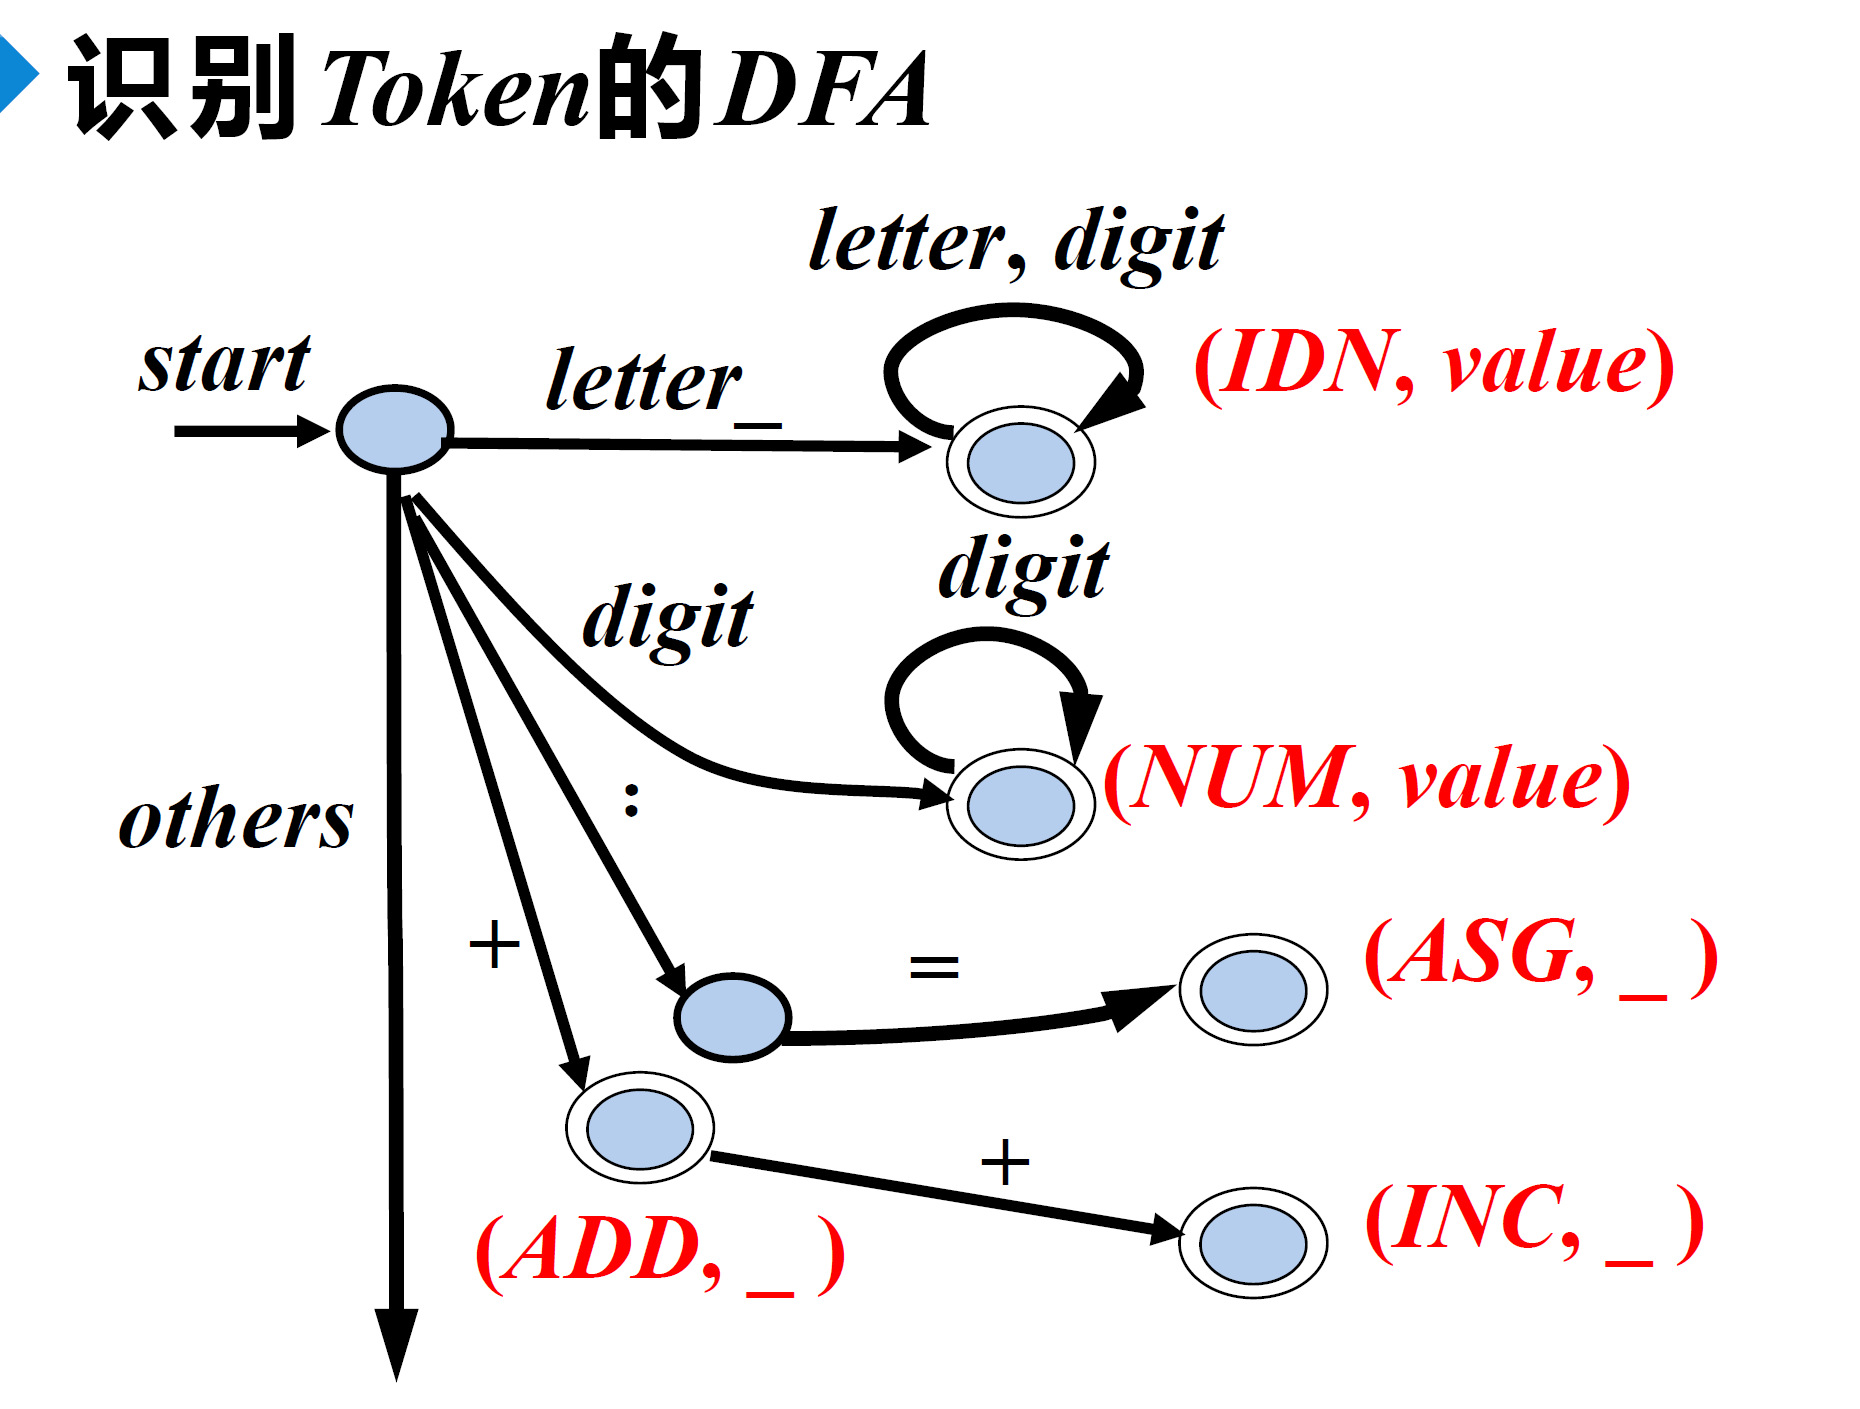 识别Token的DFA
letter, digit
start
letter_
(IDN, value)
digit
digit
(NUM, value)
others
:
+
=
(ASG, _ )
+
(ADD, _ )
(INC, _ )